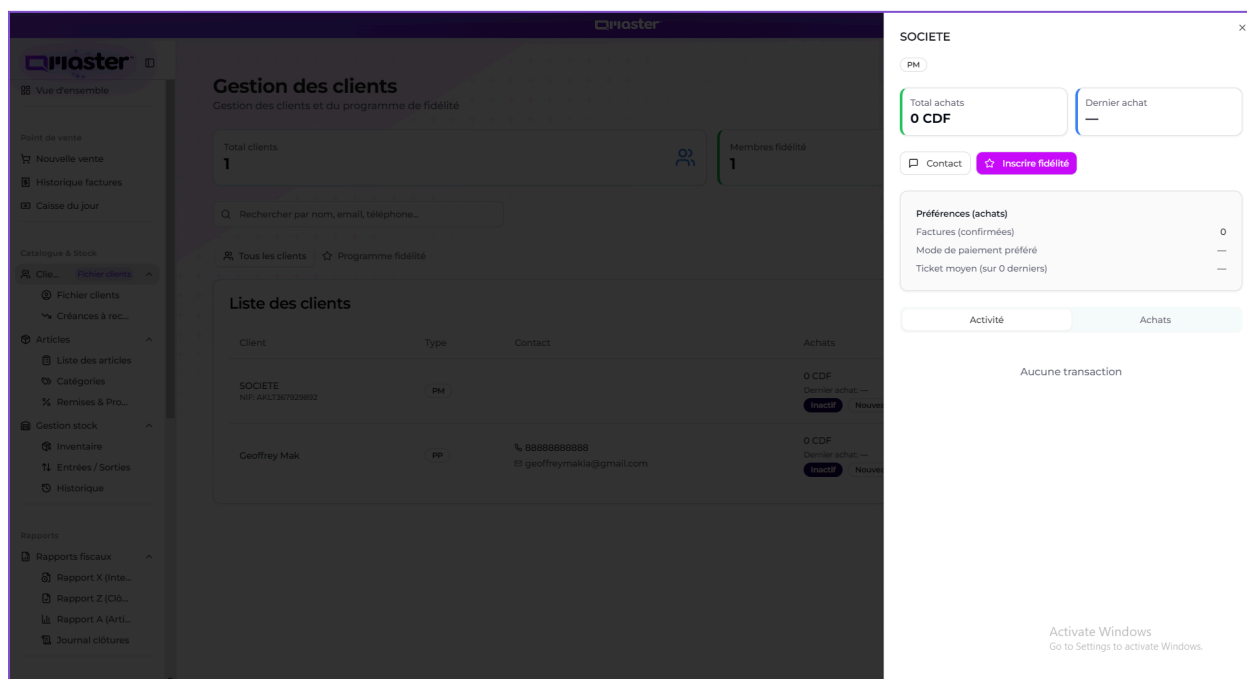 Qmaster
Qmaster
Vue d'ensemble
Point de vente
Nouvelle vente
Historique factures
Caisse du jour
Catalogue & Stock
Clie... Fichier clients
Fichier clients
Créances à rec...
Articles
Liste des articles
Catégories
% Remises & Pro...
Gestion stock
Inventaire
Entrées / Sorties
Historique
Rapports
Rapports fiscaux
Rapport X (Inte...
Rapport Z (Clô...
Rapport A (Arti...
Journal clôtures
Gestion des clients
Gestion des clients et du programme de fidélité
Total clients
1
Membres fidélité
1
Rechercher par nom, email, téléphone...
Tous les clients Programme fidélité
Liste des clients
Client Type Contact Achats
SOCIETE
NIF: AKLT367929892
PM
0 CDF
Dernier achat: —
Inactif Nouve
Geoffrey Mak
PP
88888888888
geoffreymakla@gmail.com
0 CDF
Dernier achat: —
Inactif Nouve
SOCIETE
×
PM
Total achats
0 CDF
Dernier achat
—
Contact Inscrire fidélité
Préférences (achats)
Factures (confirmées) 0
Mode de paiement préféré —
Ticket moyen (sur 0 derniers) —
Activité Achats
Aucune transaction
Activate Windows
Go to Settings to activate Windows.